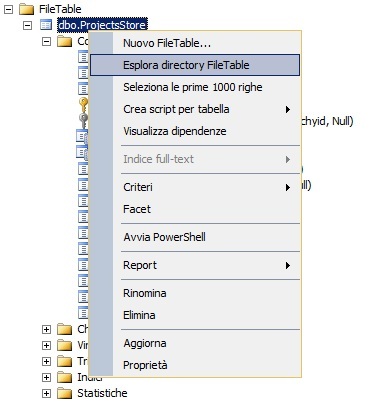 FileTable
dbo.ProjectsStore
Co
Nuovo FileTable...
Esplora directory FileTable
Seleziona le prime 1000 righe
Crea script per tabella
chyid, Null)
Visualizza dipendenze
Indice full-text
)
Criteri
ll)
Facet
Avvia PowerShell
Report
Rinomina
Elimina
Ch
Aggiorna
Vin
Proprietà
Tri
Indici
Statistiche